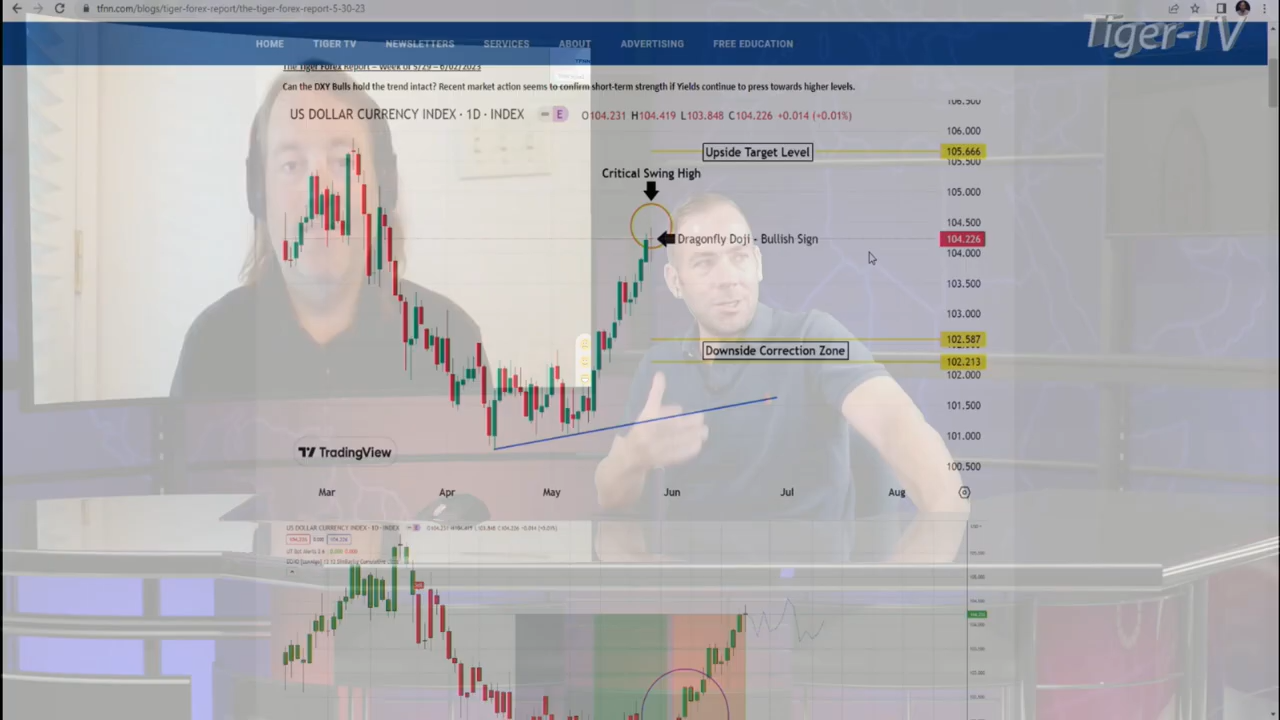 tfnn.com/blogs/tiger-forex-report/the-tiger-forex-report-5-30-23
Tiger-TV
HOME TIGER TV NEWSLETTERS SERVICES ABOUT ADVERTISING FREE EDUCATION
The Tiger Forex Report – Week of 5/29 – 6/02/2023
Can the DXY Bulls hold the trend intact? Recent market action seems to confirm short-term strength if Yields continue to press towards higher levels.
US DOLLAR CURRENCY INDEX · 1D · INDEX E O104.231 H104.419 L103.848 C104.226 +0.014 (+0.01%)
106.500
106.000
Upside Target Level 105.666
105.500
Critical Swing High
105.000
104.500
Dragonfly Doji - Bullish Sign 104.226
104.000
103.500
103.000
102.587
Downside Correction Zone
102.213
102.000
101.500
101.000
TradingView
100.500
Mar Apr May Jun Jul Aug
US DOLLAR CURRENCY INDEX · 1D · INDEX